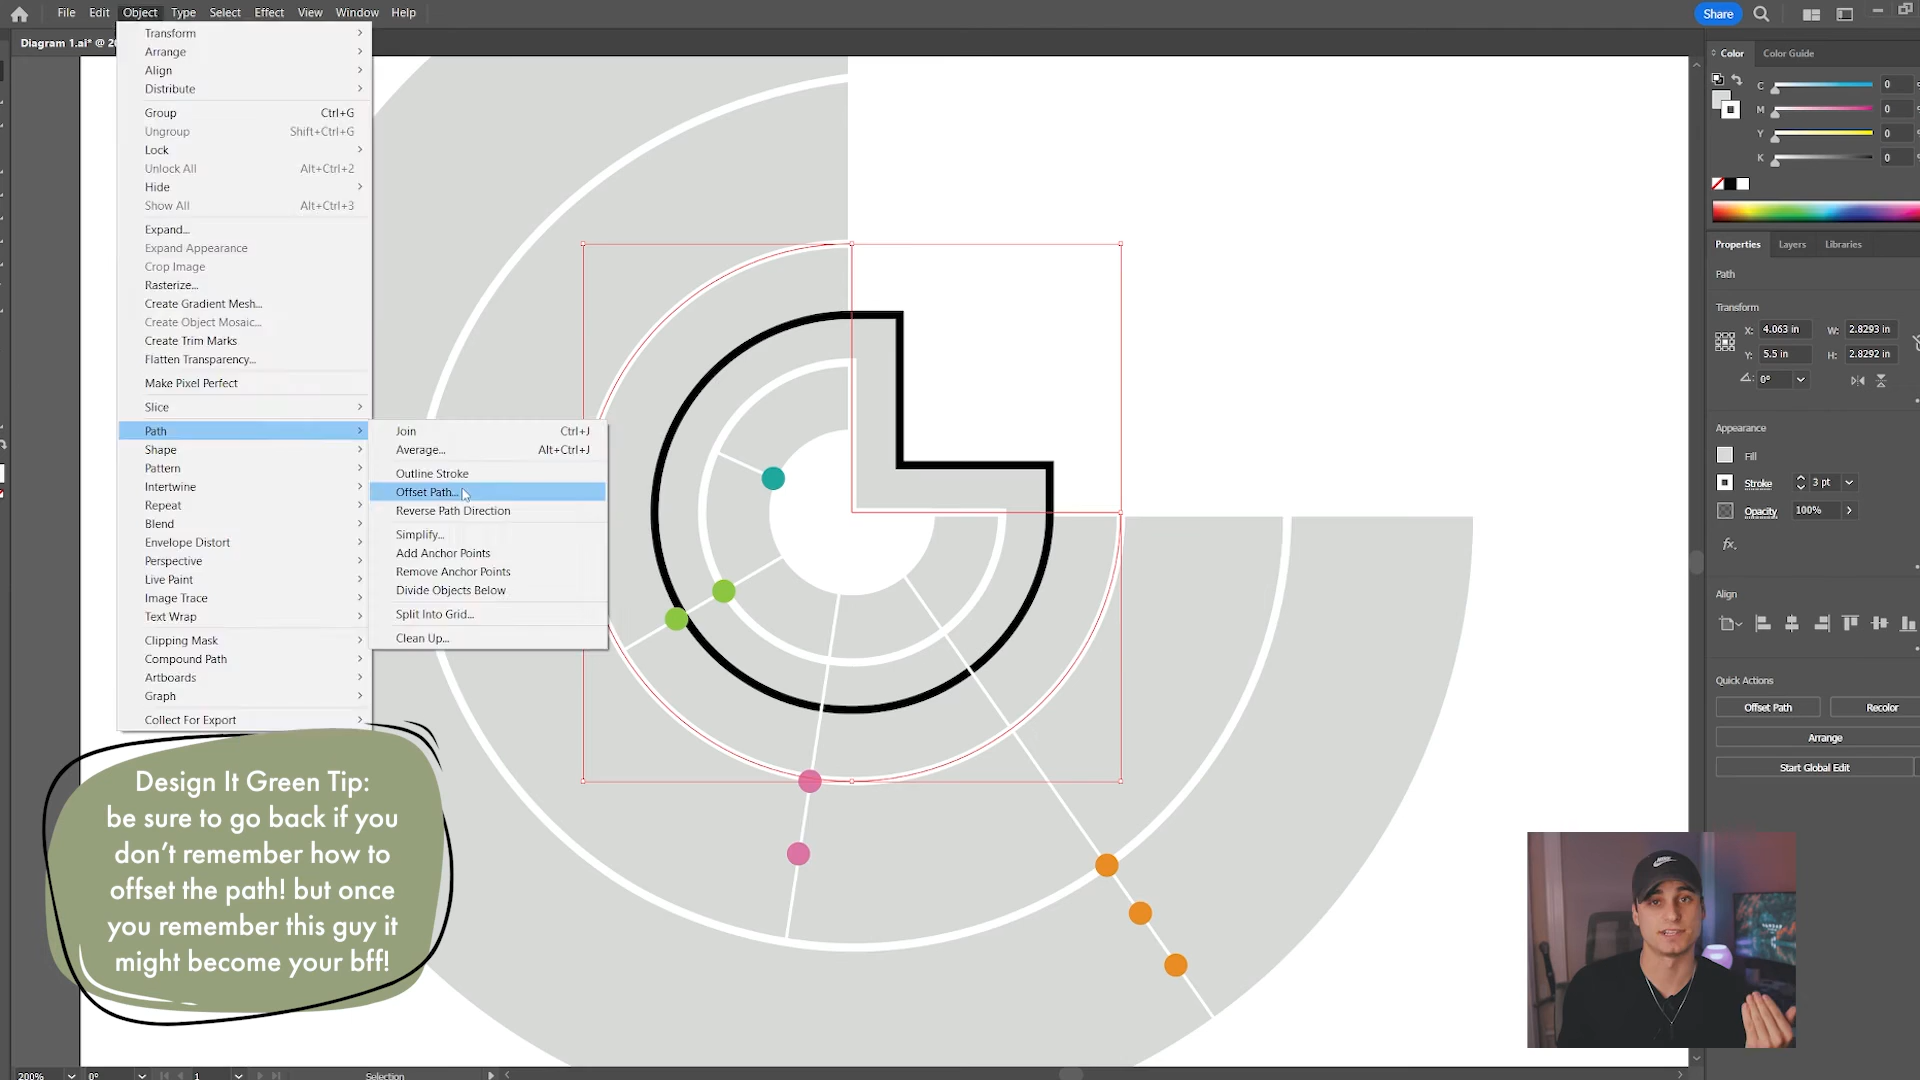 File Edit Object Type Select Effect View Window Help
Share
Diagram 1.ai* @ 20
Transform
Arrange
Align
Distribute
Group Ctrl+G
Ungroup Shift+Ctrl+G
Lock
Unlock All Alt+Ctrl+2
Hide
Show All Alt+Ctrl+3
Expand...
Expand Appearance
Crop Image
Rasterize...
Create Gradient Mesh...
Create Object Mosaic...
Create Trim Marks
Flatten Transparency...
Make Pixel Perfect
Slice
Path
Shape
Pattern
Intertwine
Repeat
Blend
Envelope Distort
Perspective
Live Paint
Image Trace
Text Wrap
Clipping Mask
Compound Path
Artboards
Graph
Collect For Export
Join Ctrl+J
Average... Alt+Ctrl+J
Outline Stroke
Offset Path...
Reverse Path Direction
Simplify...
Add Anchor Points
Remove Anchor Points
Divide Objects Below
Split Into Grid...
Clean Up...
Design It Green Tip:
be sure to go back if you
don't remember how to
offset the path! but once
you remember this guy it
might become your bff!
Color Color Guide
C 0
M 0
Y 0
K 0
Properties Layers Libraries
Path
Transform
X: 4.063 in W: 2.8293 in
Y: 5.5 in H: 2.8292 in
0°
Appearance
Fill
Stroke 3 pt
Opacity 100%
fx.
Align
Quick Actions
Offset Path Recolor
Arrange
Start Global Edit
200% 0° 1 Selection